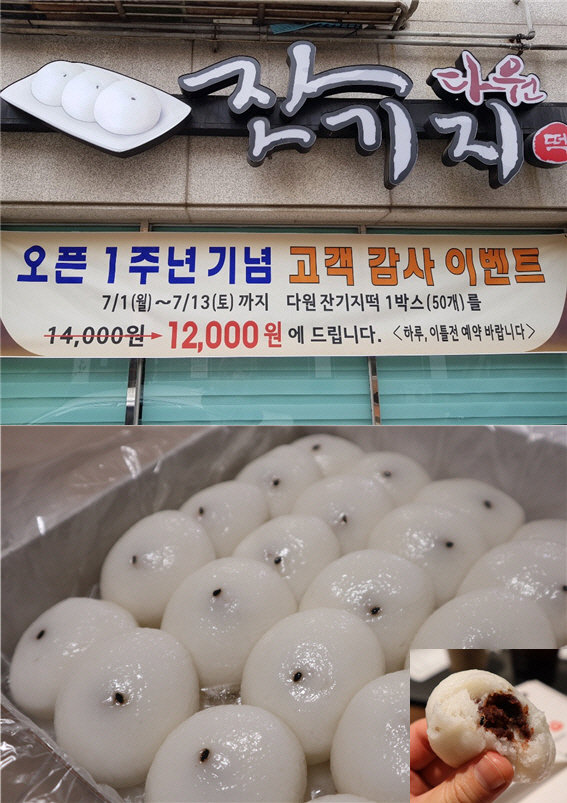 다원
잔기지
떡
오픈 1주년 기념 고객 감사 이벤트
7/1(월)~7/13(토)까지 다원 잔기지떡 1박스(50개)를
14,000원→12,000원에 드립니다. <하루, 이틀전 예약 바랍니다>